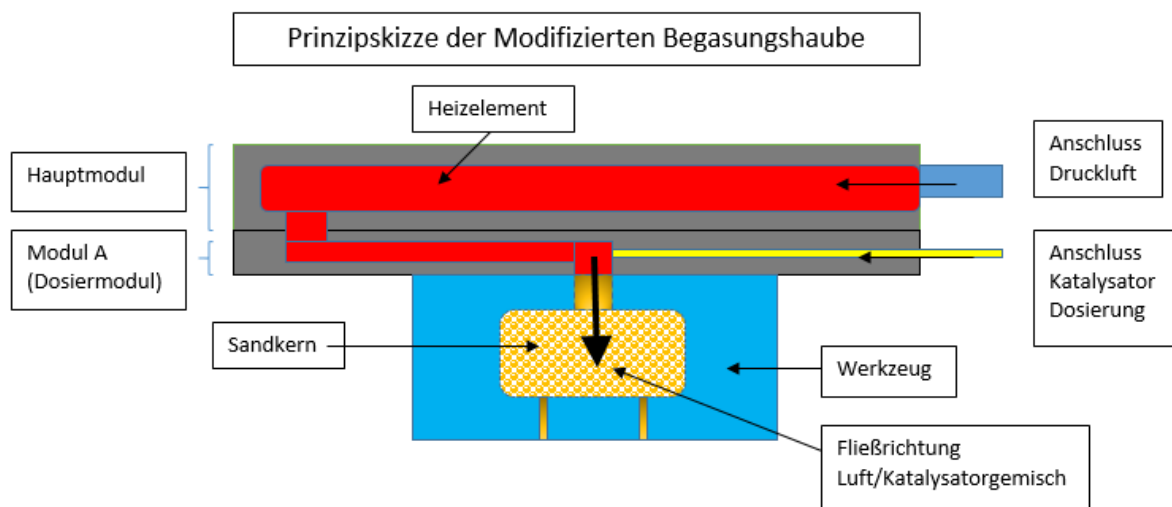 Prinzipskizze der Modifizierten Begasungshaube
Heizelement
Hauptmodul
Anschluss
Druckluft
Modul A
(Dosiermodul)
Anschluss
Katalysator
Dosierung
Sandkern
Werkzeug
Fließrichtung
Luft/Katalysatorgemisch